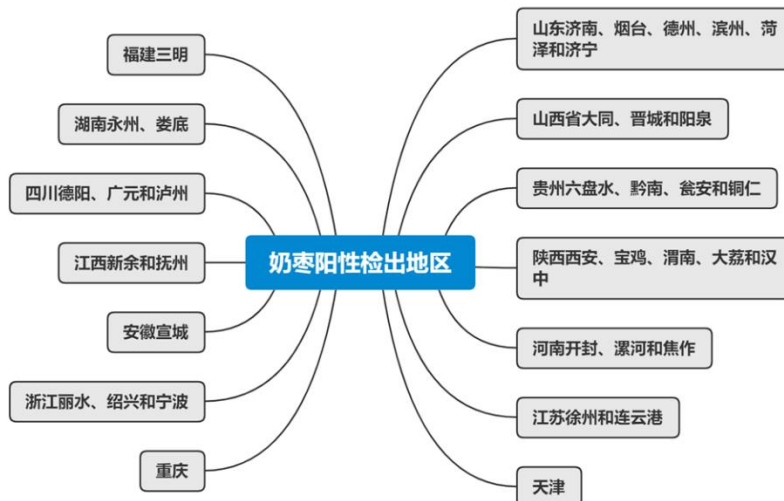 福建三明
湖南永州、娄底
四川德阳、广元和泸州
江西新余和抚州
安徽宣城
浙江丽水、绍兴和宁波
重庆
奶枣阳性检出地区
山东济南、烟台、德州、滨州、菏
泽和济宁
山西省大同、晋城和阳泉
贵州六盘水、黔南、瓮安和铜仁
陕西西安、宝鸡、渭南、大荔和汉
中
河南开封、漯河和焦作
江苏徐州和连云港
天津